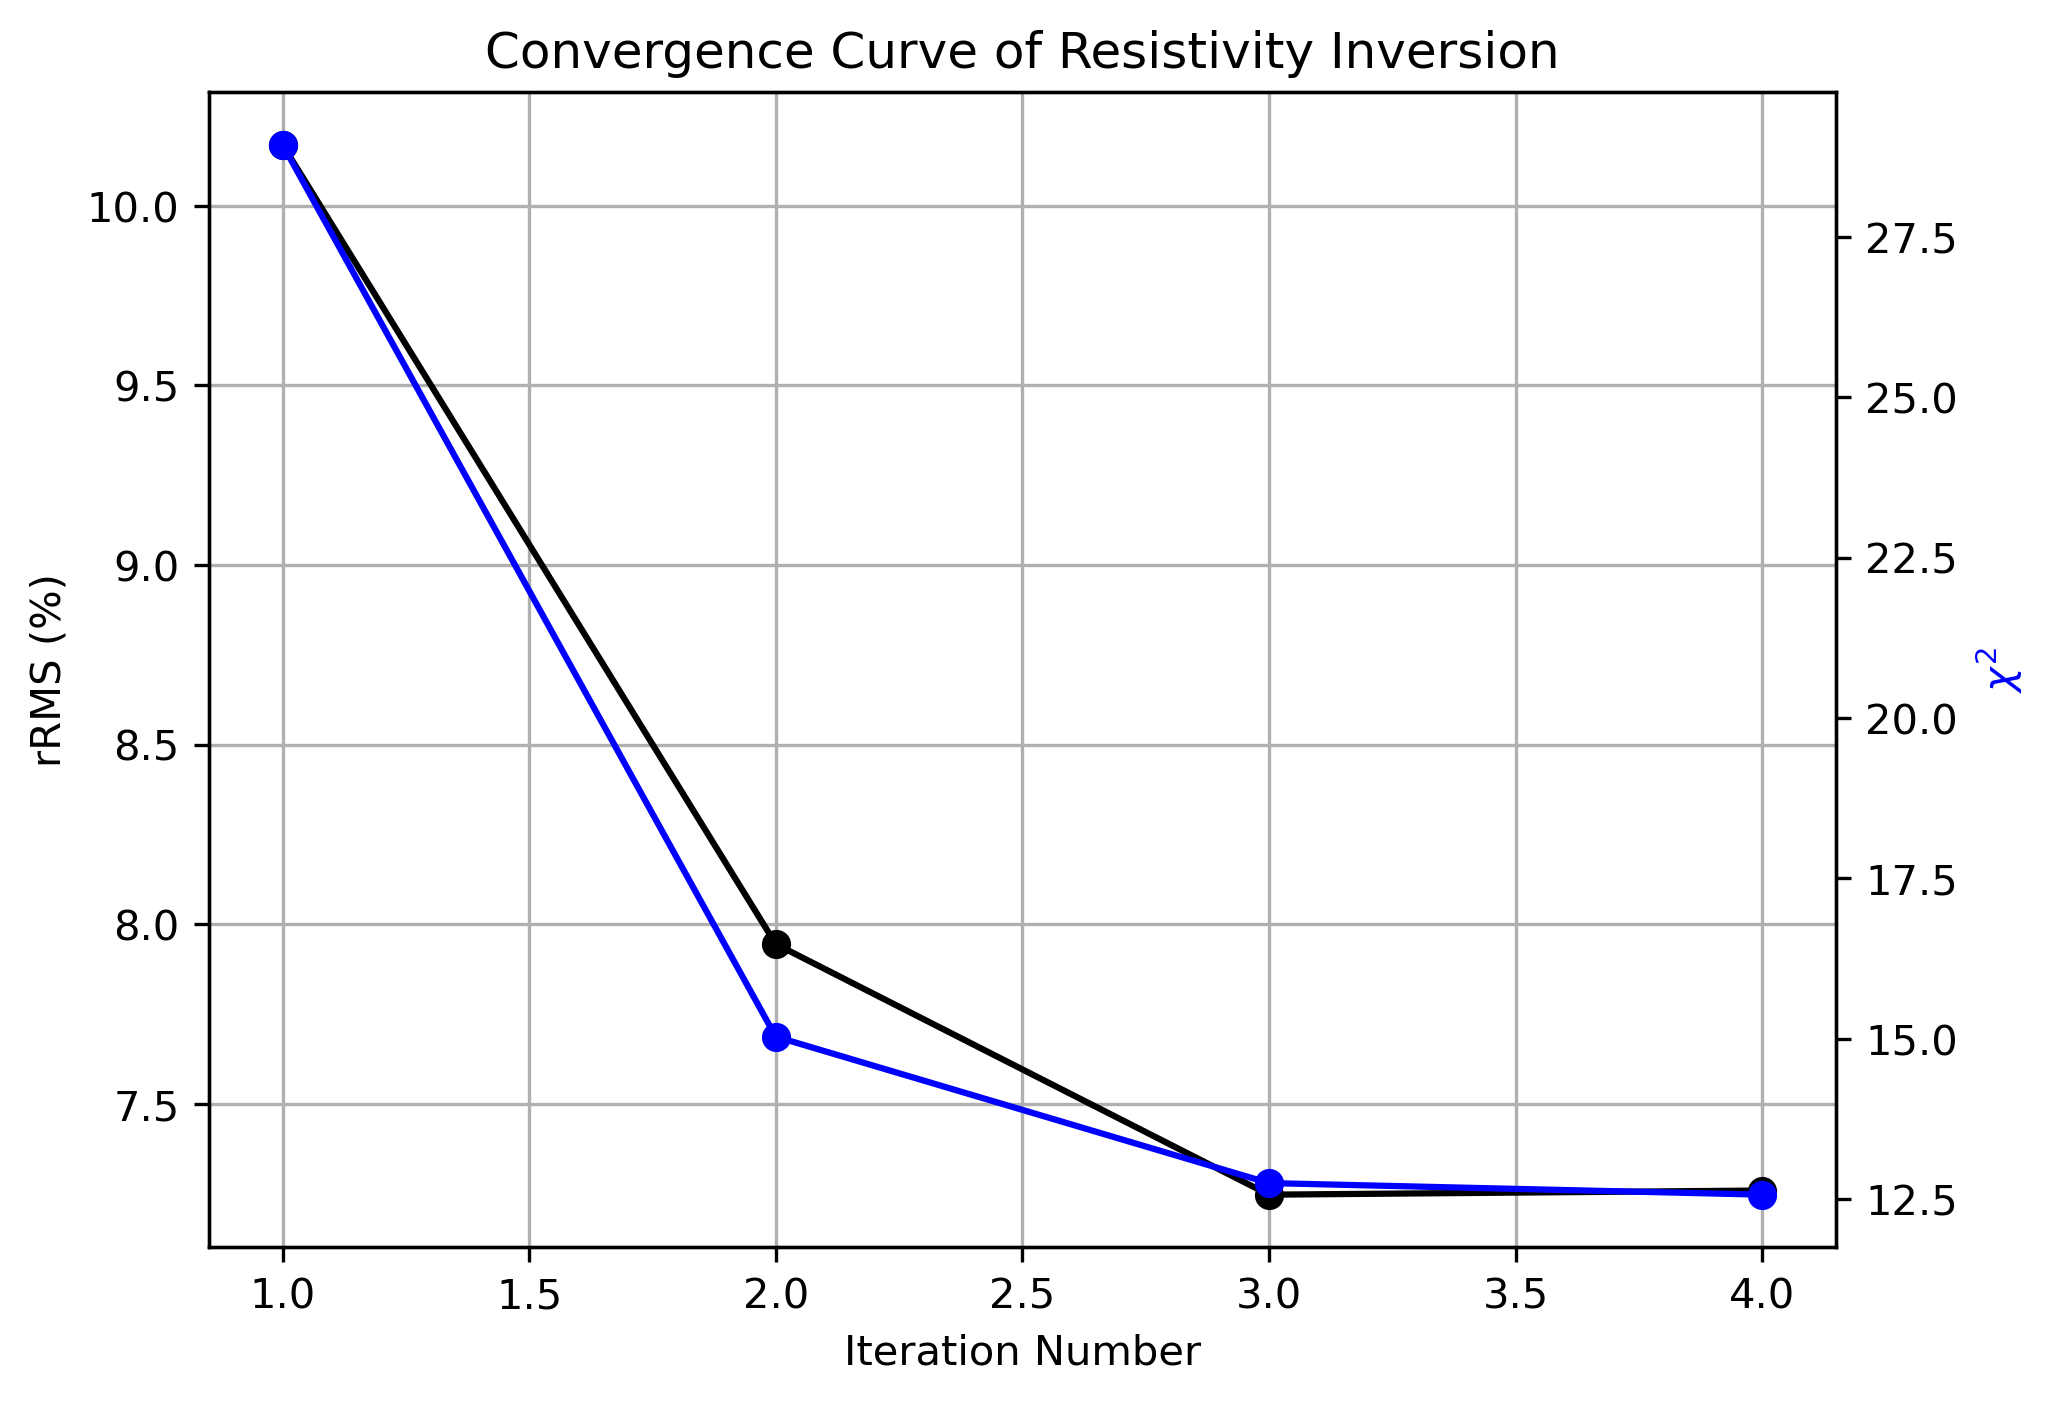 Convergence Curve of Resistivity Inversion
rRMS (%)
10.0
9.5
9.0
8.5
8.0
7.5
27.5
25.0
22.5
20.0
17.5
15.0
12.5
χ²
1.0 1.5 2.0 2.5 3.0 3.5 4.0
Iteration Number